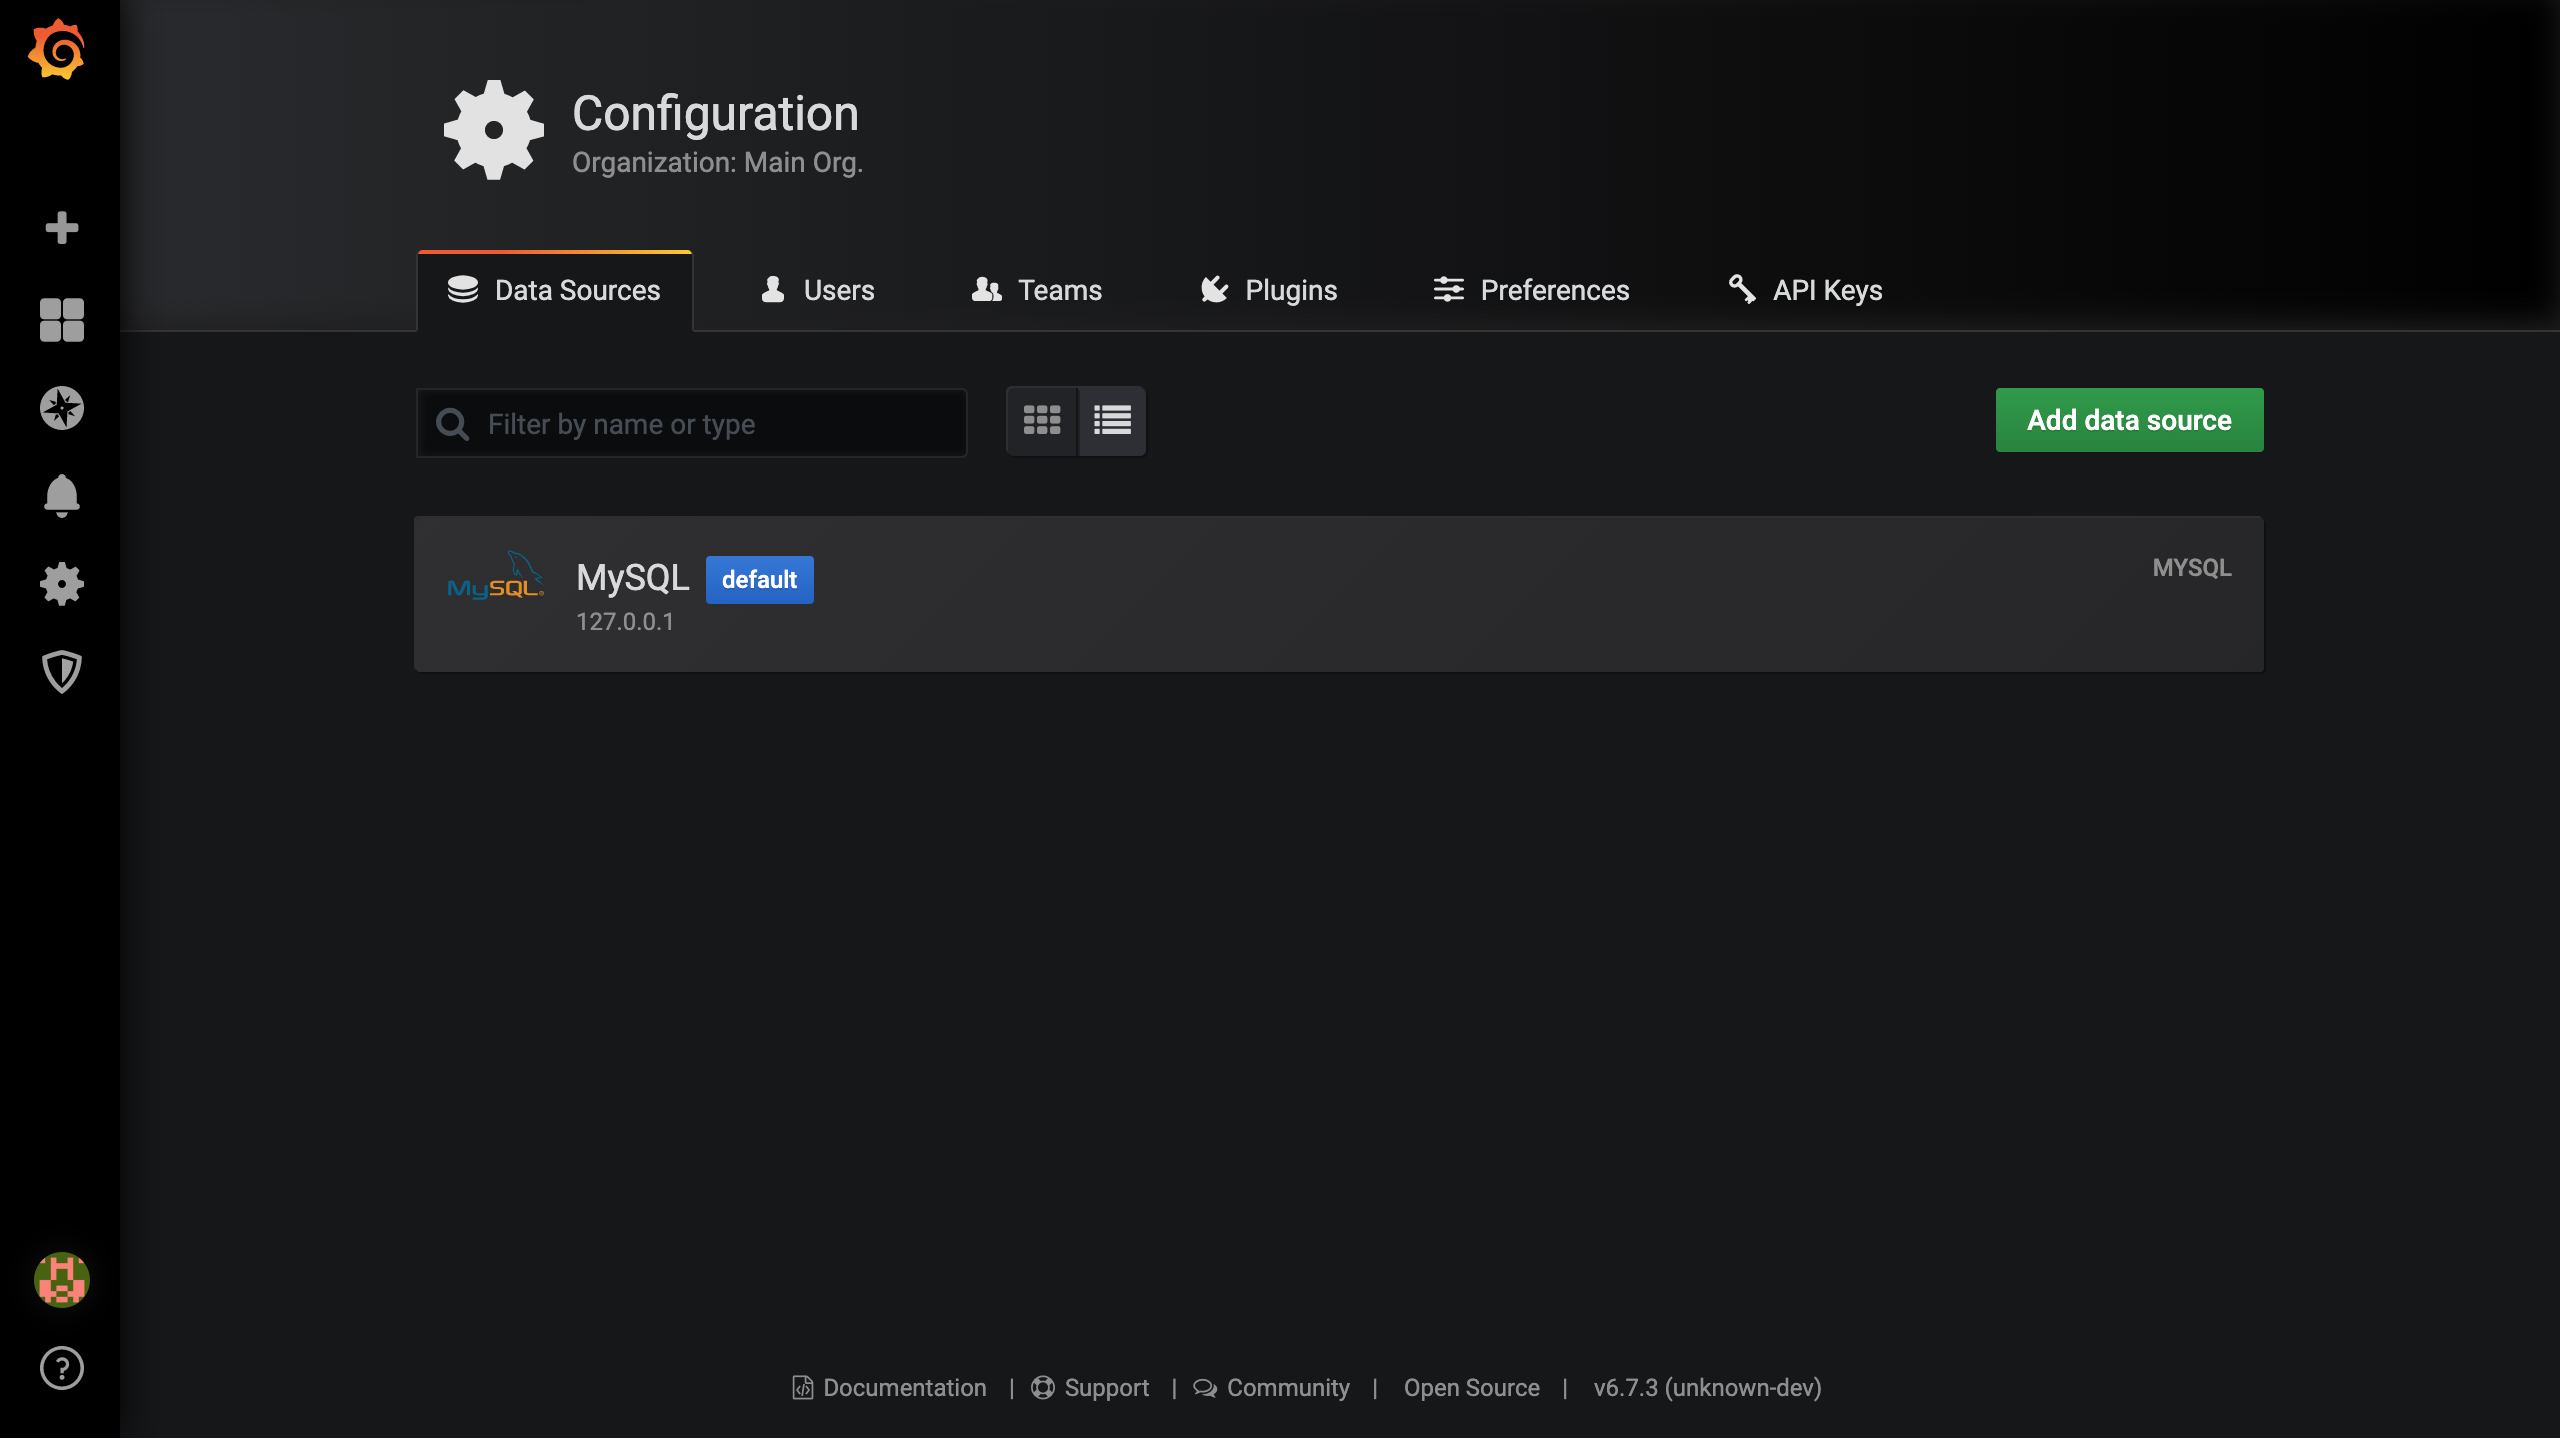 Configuration
Organization: Main Org.
Data Sources
Users
Teams
Plugins
Preferences
API Keys
Filter by name or type
Add data source
MySQL
MySQL
default
MYSQL
127.0.0.1
Documentation | Support | Community | Open Source | v6.7.3 (unknown-dev)